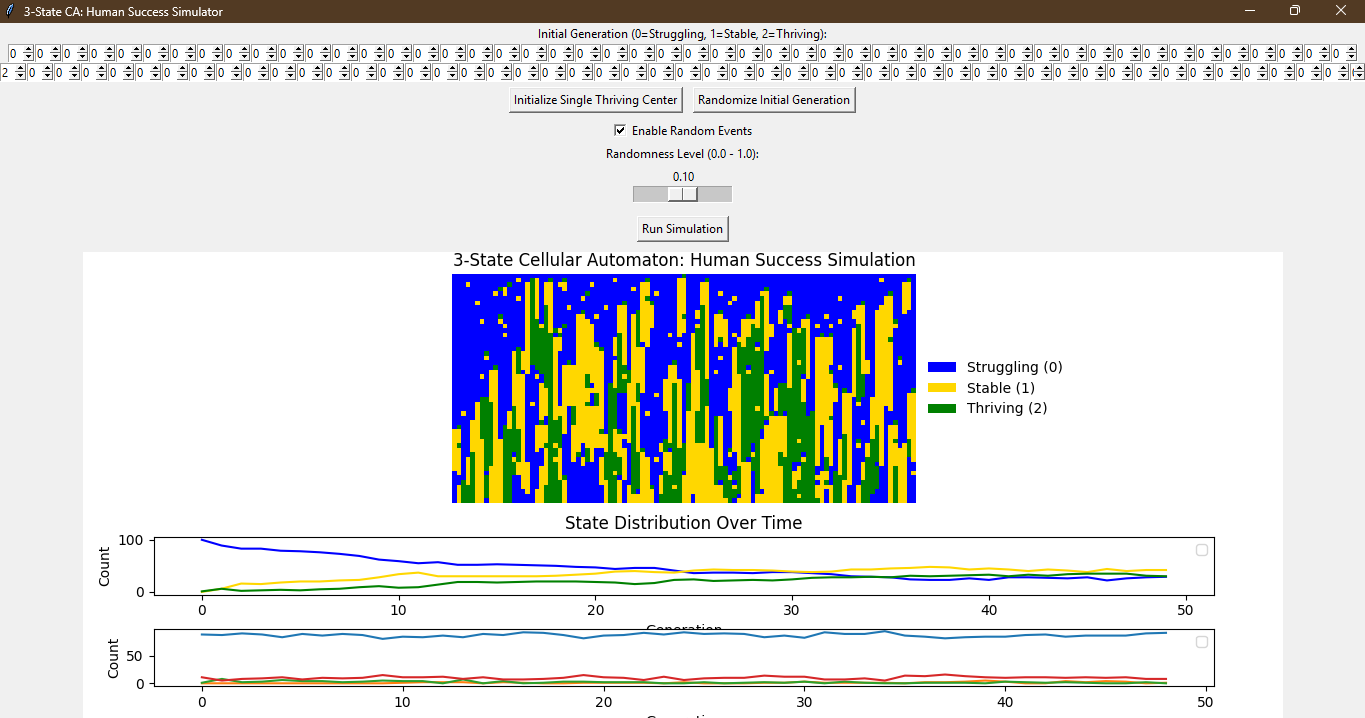 3-State CA: Human Success Simulator
Initial Generation (0=Struggling, 1=Stable, 2=Thriving):
0 0 0 0 0 0 0 0 0 0 0 0 0 0 0 0 0 0 0 0 0 0 0 0 0 0 0 0 0 0 0 0 0 0 0 0 0 0 0 0 0 0 0 0 0 0 0 0 0 0
2 0 0 0 0 0 0 0 0 0 0 0 0 0 0 0 0 0 0 0 0 0 0 0 0 0 0 0 0 0 0 0 0 0 0 0 0 0 0 0 0 0 0 0 0 0 0 0 0 0
Initialize Single Thriving Center Randomize Initial Generation
Enable Random Events
Randomness Level (0.0 - 1.0):
0.10
Run Simulation
3-State Cellular Automaton: Human Success Simulation
Struggling (0)
Stable (1)
Thriving (2)
State Distribution Over Time
Count
100
0
0 10 20 30 40 50
Generation
Count
50
0
0 10 20 30 40 50